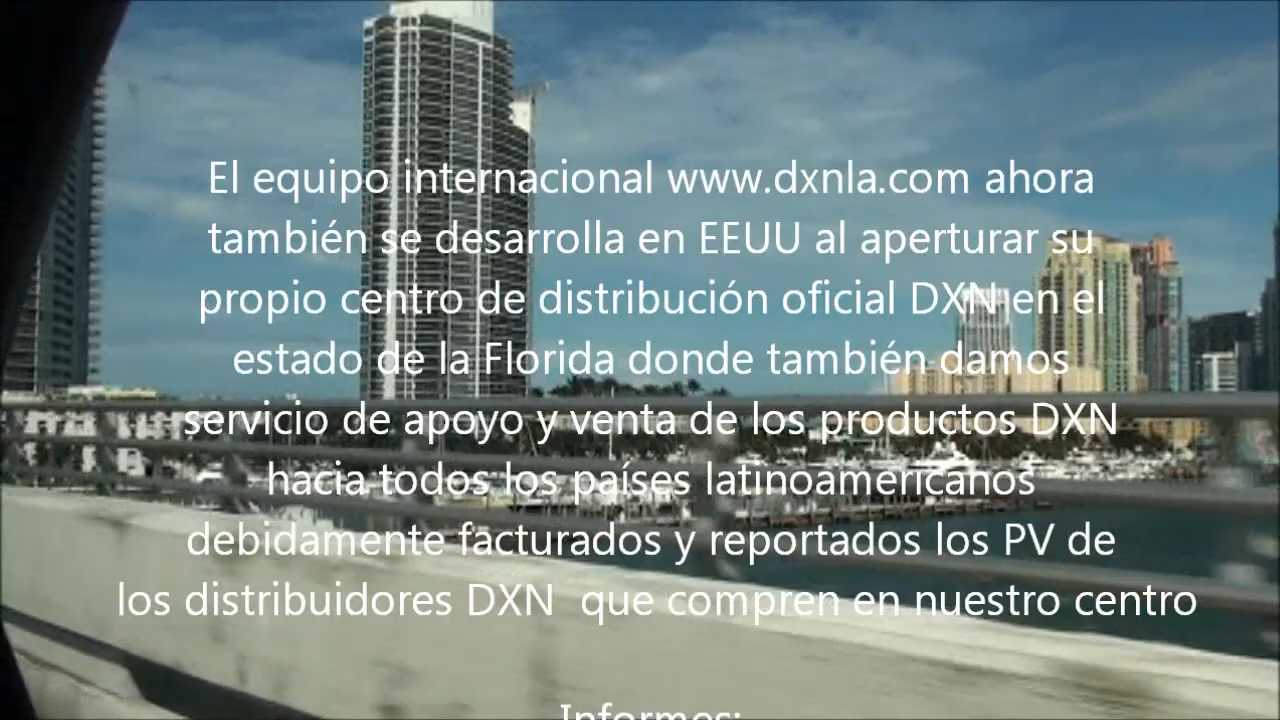 El equipo internacional www.dxnla.com ahora
también se desarrolla en EEUU al aperturar su
propio centro de distribución oficial DXN en el
estado de la Florida donde también damos
servicio de apoyo y venta de los productos DXN
hacia todos los países latinoamericanos
debidamente facturados y reportados los PV de
los distribuidores DXN  que compren en nuestro centro
Informes: